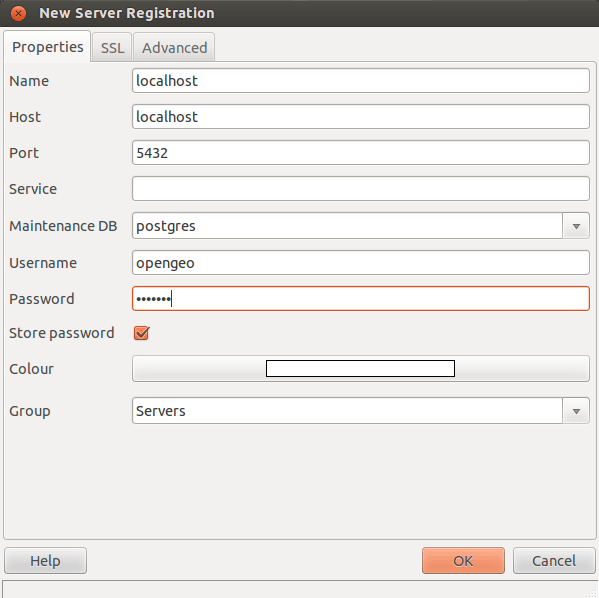 New Server Registration
Properties SSL Advanced
Name localhost
Host localhost
Port 5432
Service
Maintenance DB postgres
Username opengeo
Password •••••••
Store password
Colour
Group Servers
Help OK Cancel